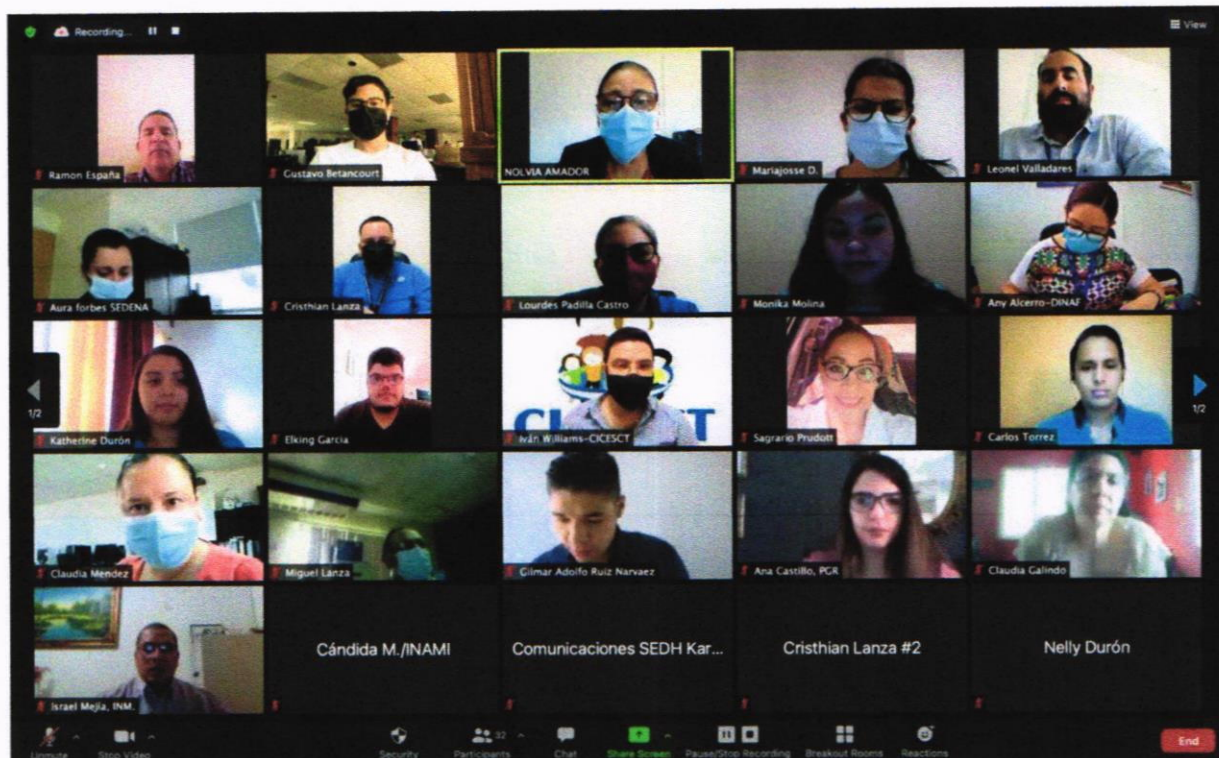 Recording...
View
Ramon España
Gustavo Betancourt
NOLVIA AMADOR
Mariajosse D.
Leonel Valladares
Aura forbes SEDENA
Cristhian Lanza
Lourdes Padilla Castro
Monika Molina
Any Alcerro-DINAF
1/2
Katherine Durón
Elking Garcia
Iván Williams-CICESCT
Sagrario Prudott
Carlos Torrez
1/2
Claudia Mendez
Miguel Lanza
Gilmar Adolfo Ruiz Narvaez
Ana Castillo, PGR
Claudia Galindo
Israel Mejía, INM.
Cándida M./INAMI
Comunicaciones SEDH Kar...
Cristhian Lanza #2
Nelly Durón
Unmute
Stop Video
Security
Participants
32
Chat
Share Screen
Pause/Stop Recording
Breakout Rooms
Reactions
End